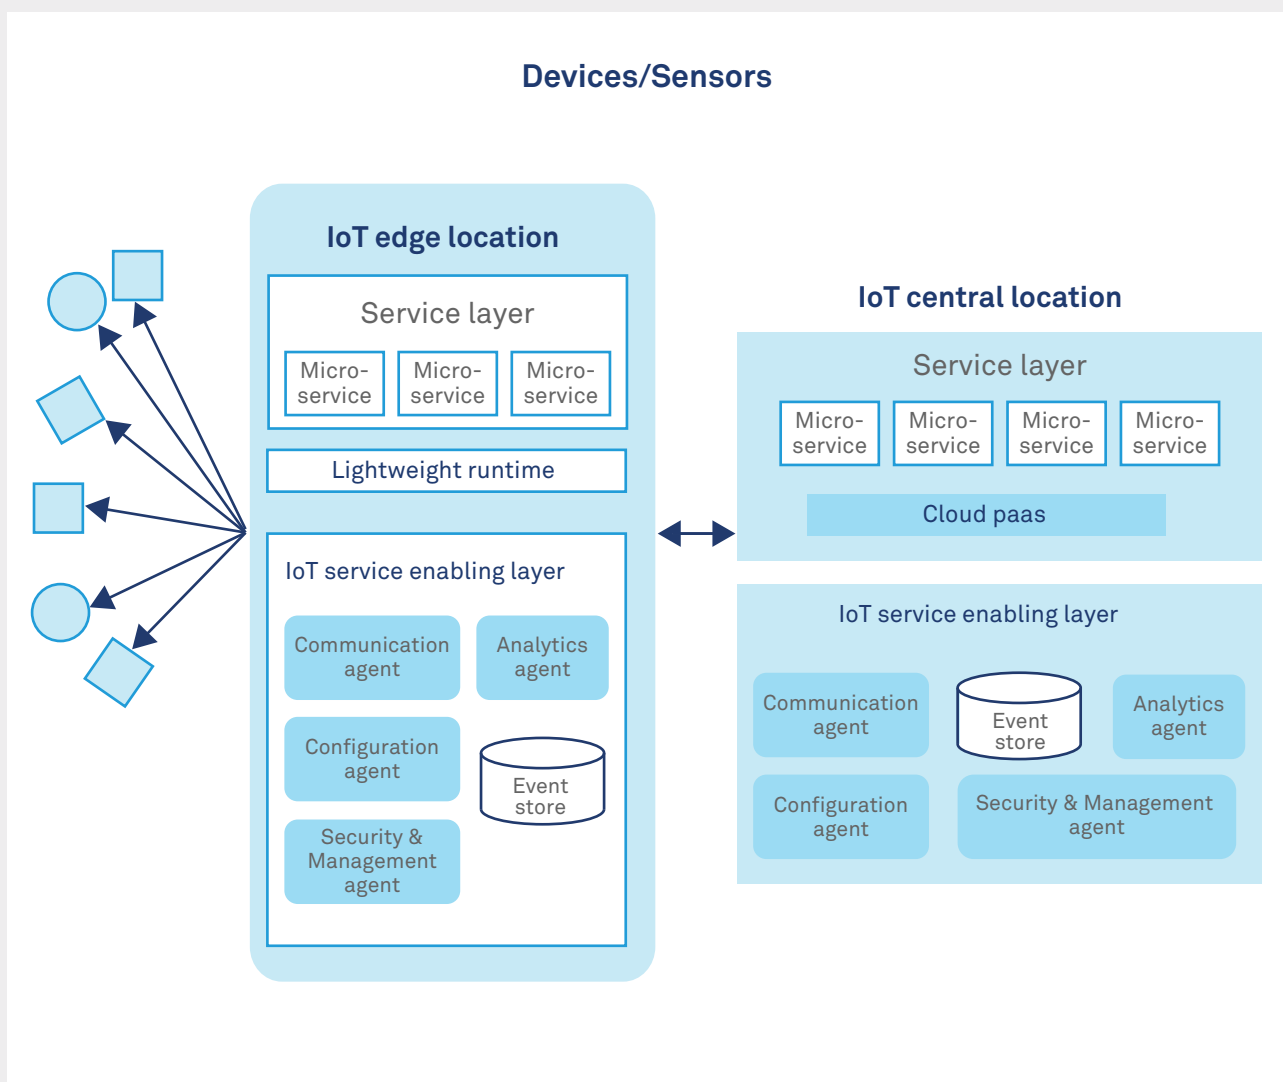 Devices/Sensors
IoT edge location
Service layer
Micro-
service
Micro-
service
Micro-
service
Lightweight runtime
IoT service enabling layer
Communication
agent
Analytics
agent
Configuration
agent
Event
store
Security &
Management
agent
IoT central location
Service layer
Micro-
service
Micro-
service
Micro-
service
Micro-
service
Cloud paas
IoT service enabling layer
Communication
agent
Event
store
Analytics
agent
Configuration
agent
Security & Management
agent